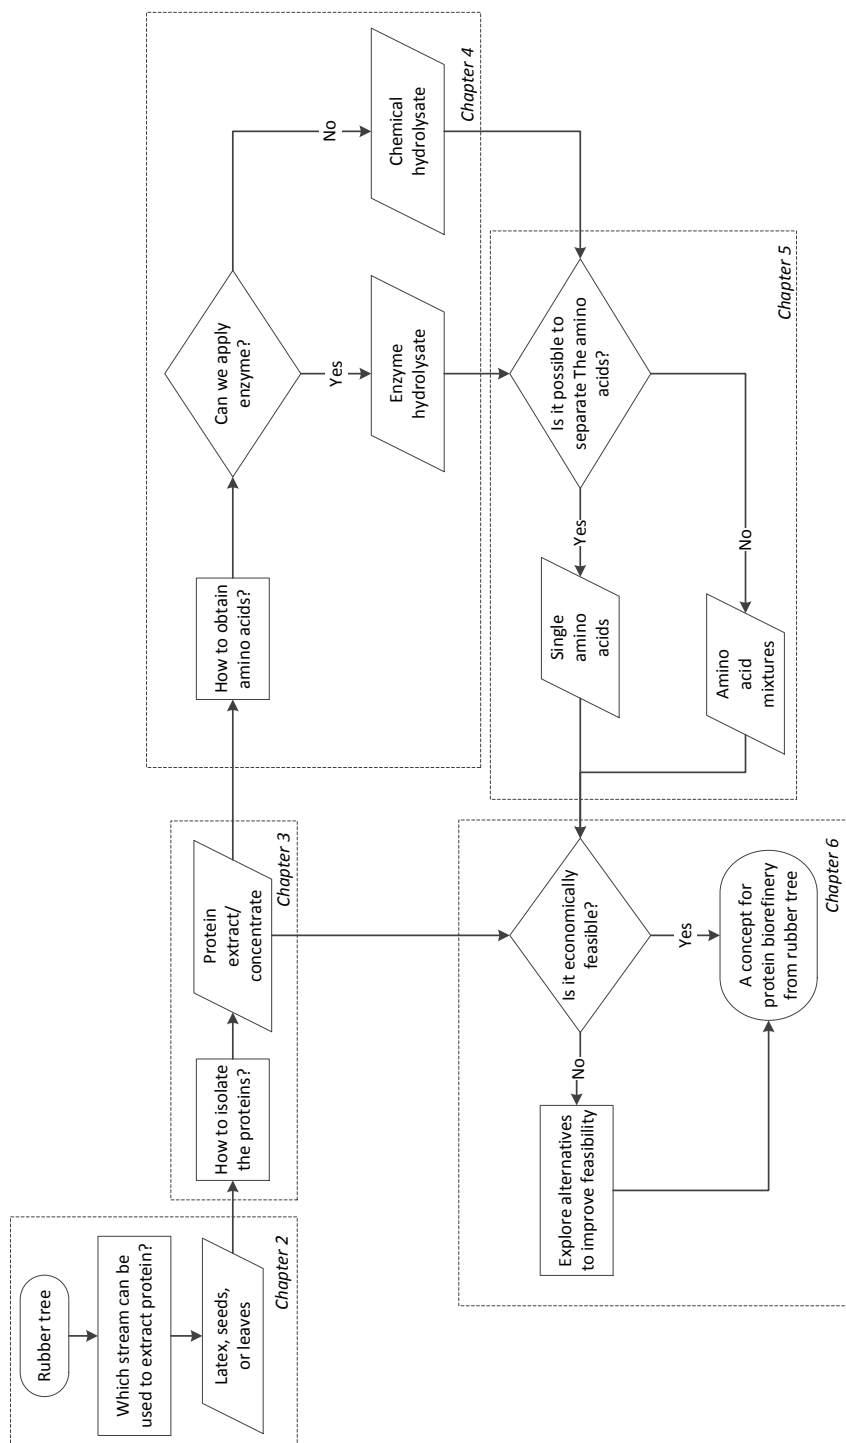 Rubber tree
Which stream can be
used to extract protein?
Latex, seeds,
or leaves
Chapter 2
How to isolate
the proteins?
Protein
extract/
concentrate
Chapter 3
How to obtain
amino acids?
Can we apply
enzyme?
No
Yes
Enzyme
hydrolysate
Chemical
hydrolysate
Chapter 4
Is it possible to
separate The amino
acids?
Yes
No
Single
amino
acids
Amino
acid
mixtures
Chapter 5
Is it economically
feasible?
No
Yes
Explore alternatives
to improve feasibility
A concept for
protein biorefinery
from rubber tree
Chapter 6